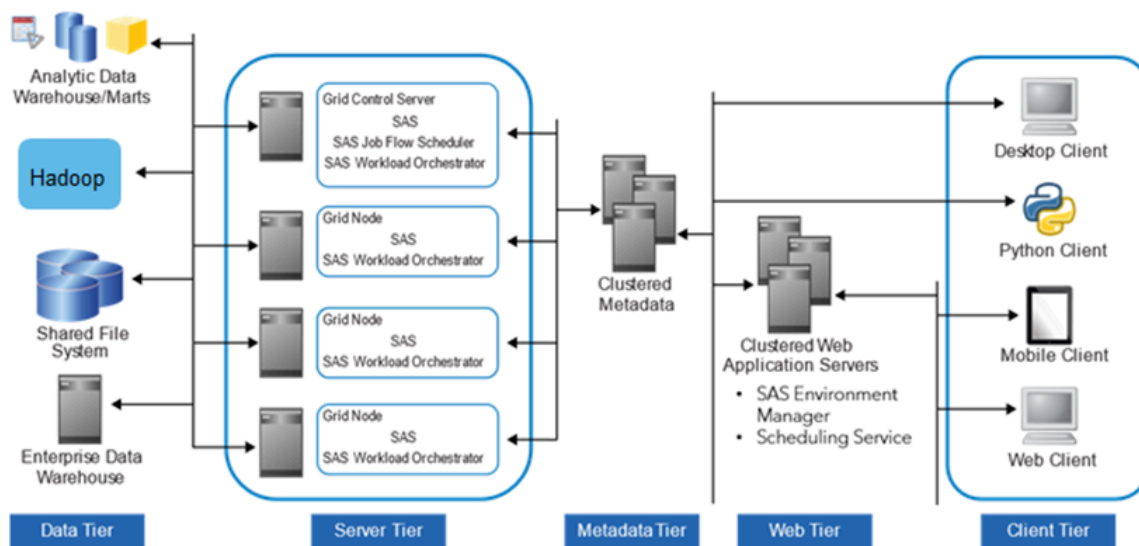 Analytic Data
Warehouse/Marts
Hadoop
Shared File
System
Enterprise Data
Warehouse
Data Tier
Grid Control Server
SAS
SAS Job Flow Scheduler
SAS Workload Orchestrator
Grid Node
SAS
SAS Workload Orchestrator
Grid Node
SAS
SAS Workload Orchestrator
Grid Node
SAS
SAS Workload Orchestrator
Server Tier
Clustered
Metadata
Metadata Tier
Clustered Web
Application Servers
• SAS Environment
Manager
• Scheduling Service
Web Tier
Desktop Client
Python Client
Mobile Client
Web Client
Client Tier